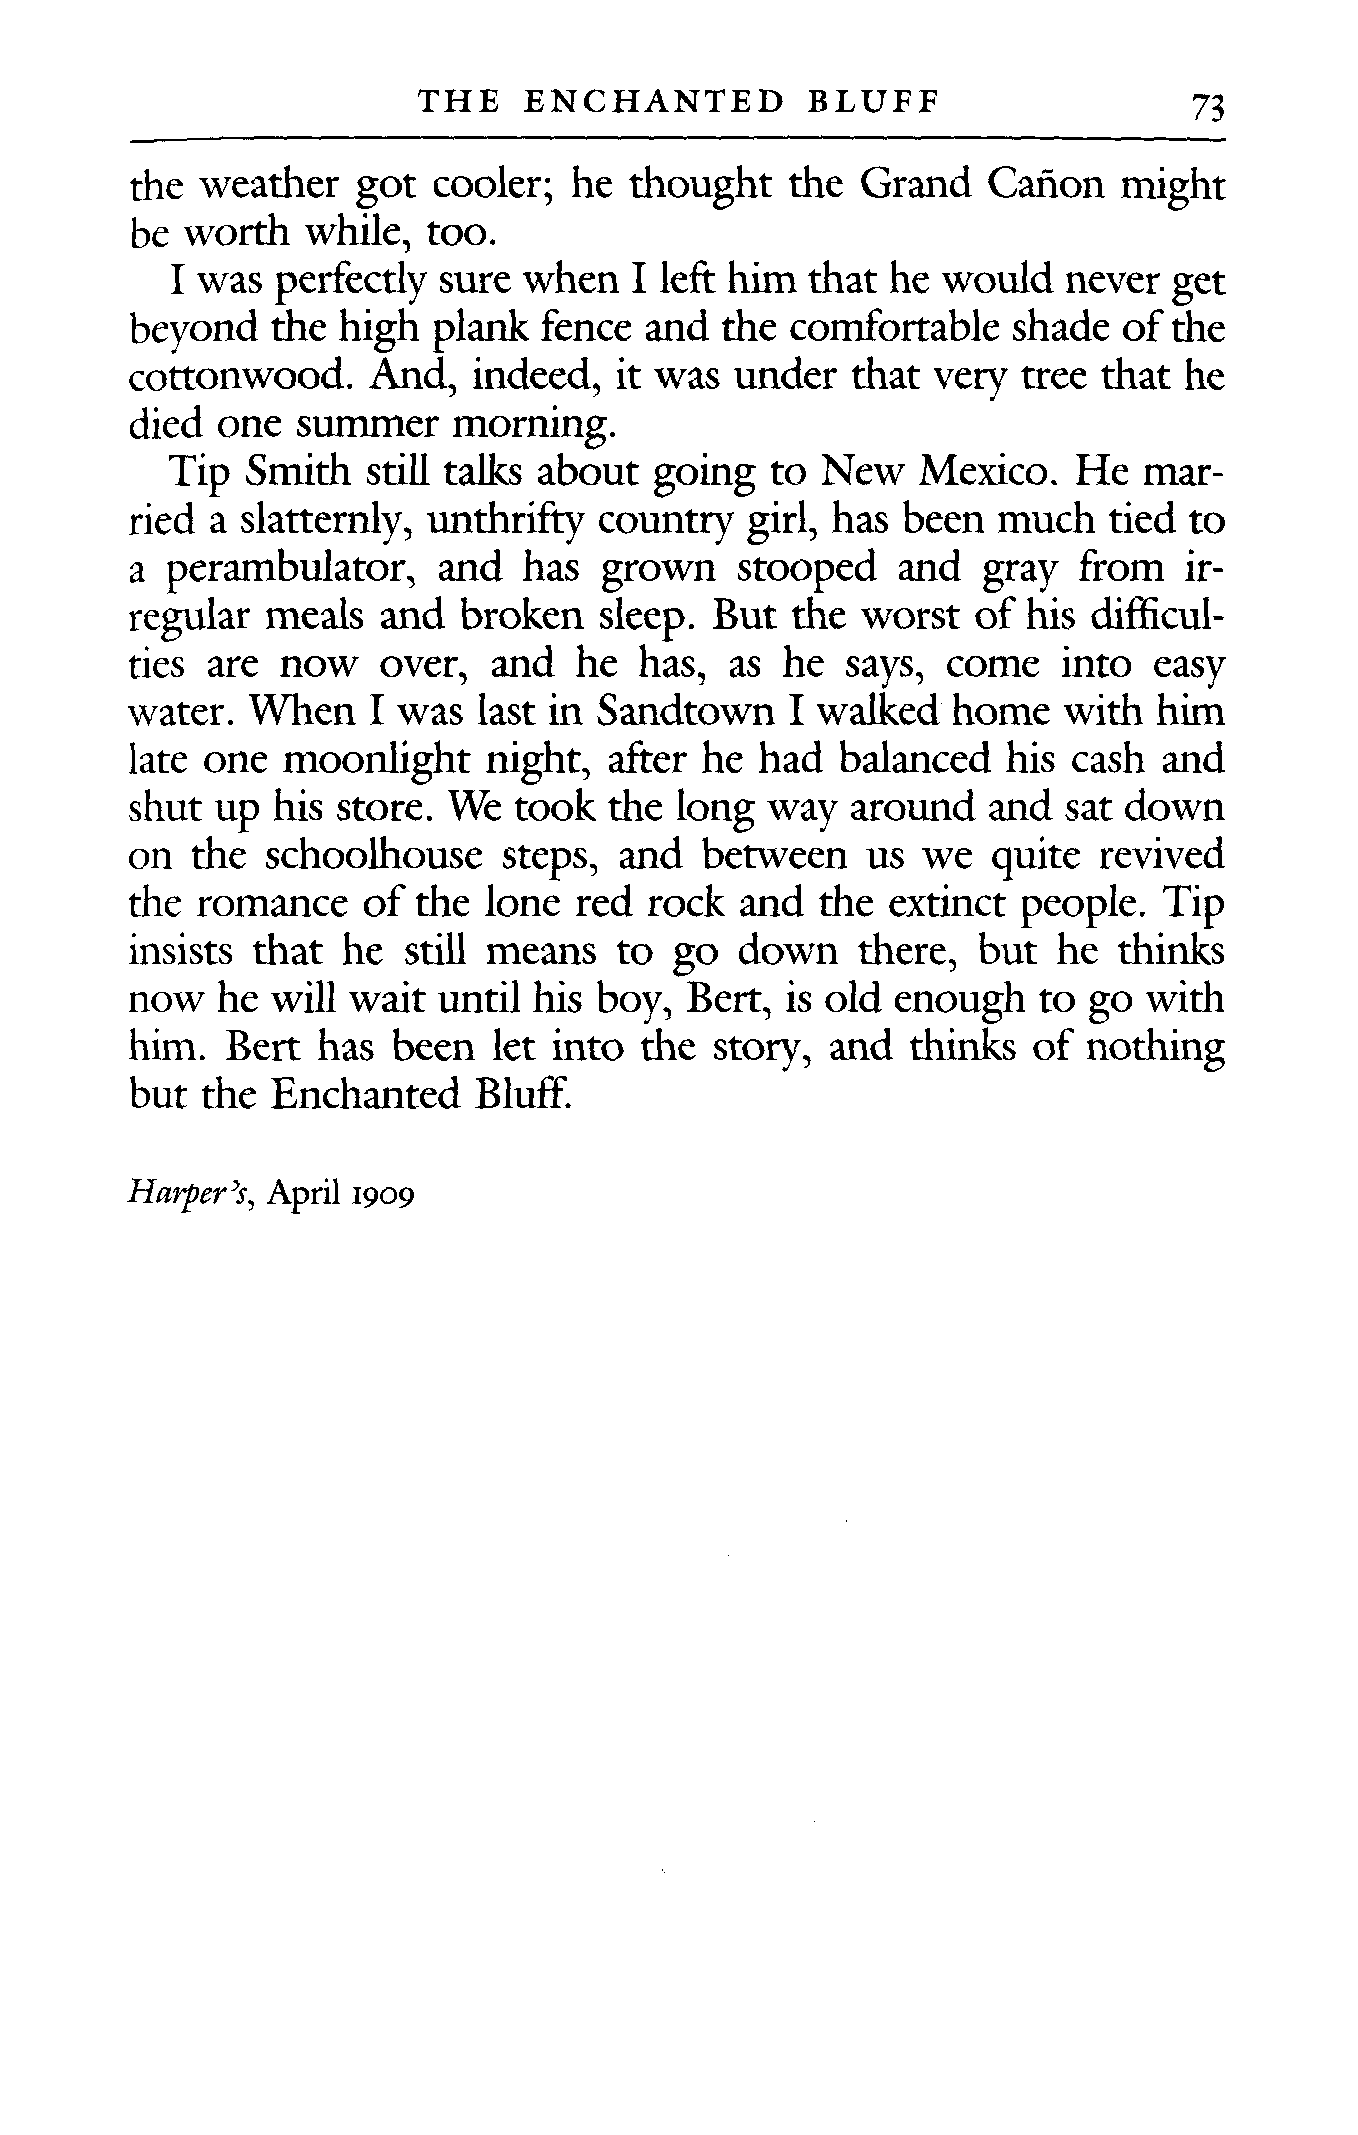 THE ENCHANTED BLUFF 73
the weather got cooler; he thought the Grand Cañon might
be worth while, too.
I was perfectly sure when I left him that he would never get
beyond the high plank fence and the comfortable shade of the
cottonwood. And, indeed, it was under that very tree that he
died one summer morning.
Tip Smith still talks about going to New Mexico. He mar-
ried a slatternly, unthrifty country girl, has been much tied to
a perambulator, and has grown stooped and gray from ir-
regular meals and broken sleep. But the worst of his difficul-
ties are now over, and he has, as he says, come into easy
water. When I was last in Sandtown I walked home with him
late one moonlight night, after he had balanced his cash and
shut up his store. We took the long way around and sat down
on the schoolhouse steps, and between us we quite revived
the romance of the lone red rock and the extinct people. Tip
insists that he still means to go down there, but he thinks
now he will wait until his boy, Bert, is old enough to go with
him. Bert has been let into the story, and thinks of nothing
but the Enchanted Bluff.
Harper's, April 1909